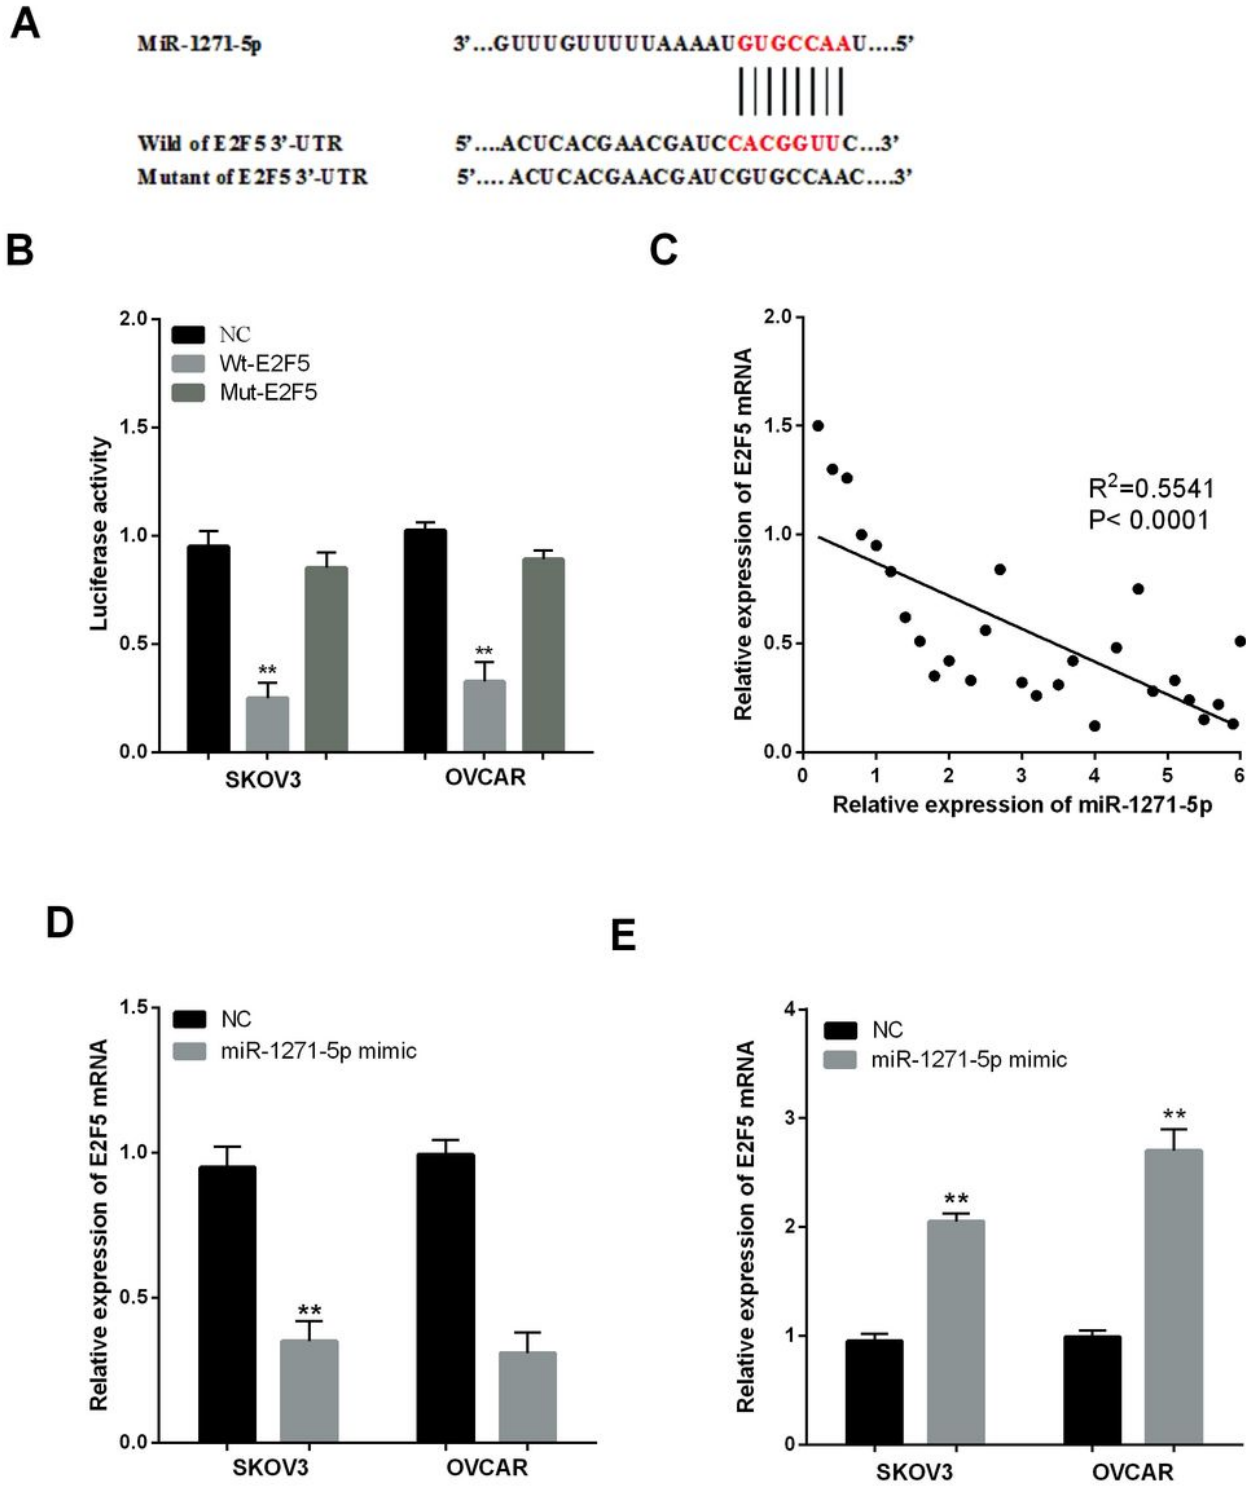 A
MiR-1271-5p 3’...GUUUGUUUUUAAAAUGUGCCAAU....5’
Wild of E2F5 3’-UTR 5’....ACUCACGAACGAUCCACGGUUC...3’
Mutant of E2F5 3’-UTR 5’....ACUCACGAACGAUCGUGCCAAC....3’
B
Luciferase activity
2.0
1.5
1.0
0.5
0.0
NC
Wt-E2F5
Mut-E2F5
**
**
SKOV3 OVCAR
C
Relative expression of E2F5 mRNA
2.0
1.5
1.0
0.5
0.0
R²=0.5541
P< 0.0001
0 1 2 3 4 5 6
Relative expression of miR-1271-5p
D
Relative expression of E2F5 mRNA
1.5
1.0
0.5
0.0
NC
miR-1271-5p mimic
**
SKOV3 OVCAR
E
Relative expression of E2F5 mRNA
4
3
2
1
0
NC
miR-1271-5p mimic
**
**
SKOV3 OVCAR